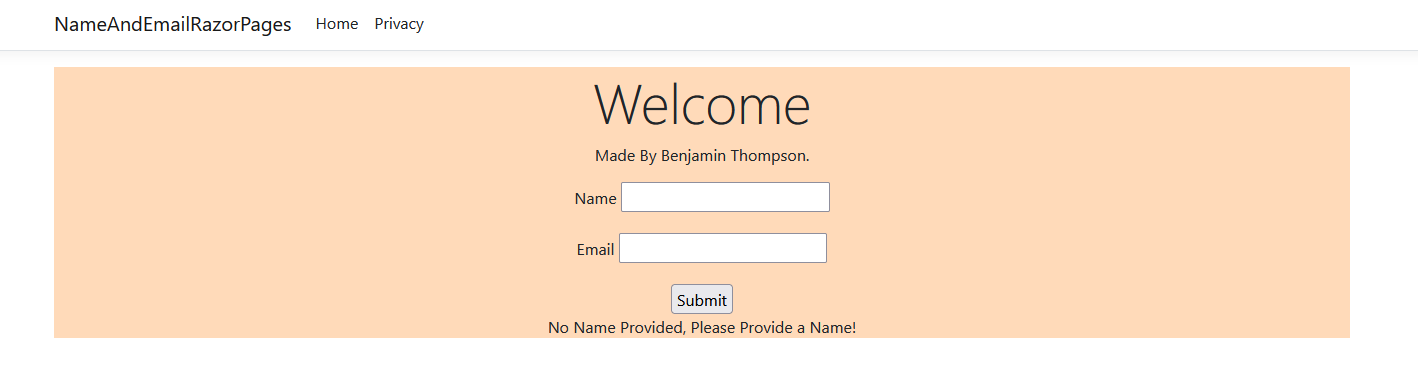 NameAndEmailRazorPages Home Privacy
Welcome
Made By Benjamin Thompson.
Name
Email
Submit
No Name Provided, Please Provide a Name!